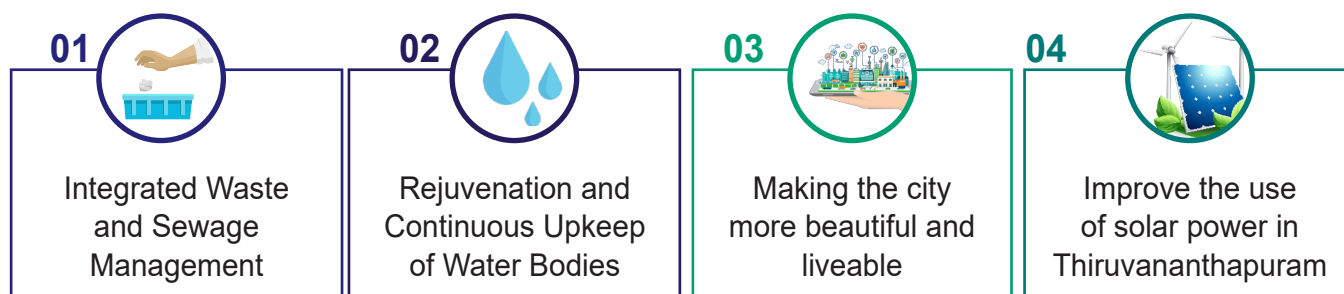 01
Integrated Waste
and Sewage
Management
02
Rejuvenation and
Continuous Upkeep
of Water Bodies
03
Making the city
more beautiful and
liveable
04
Improve the use
of solar power in
Thiruvananthapuram